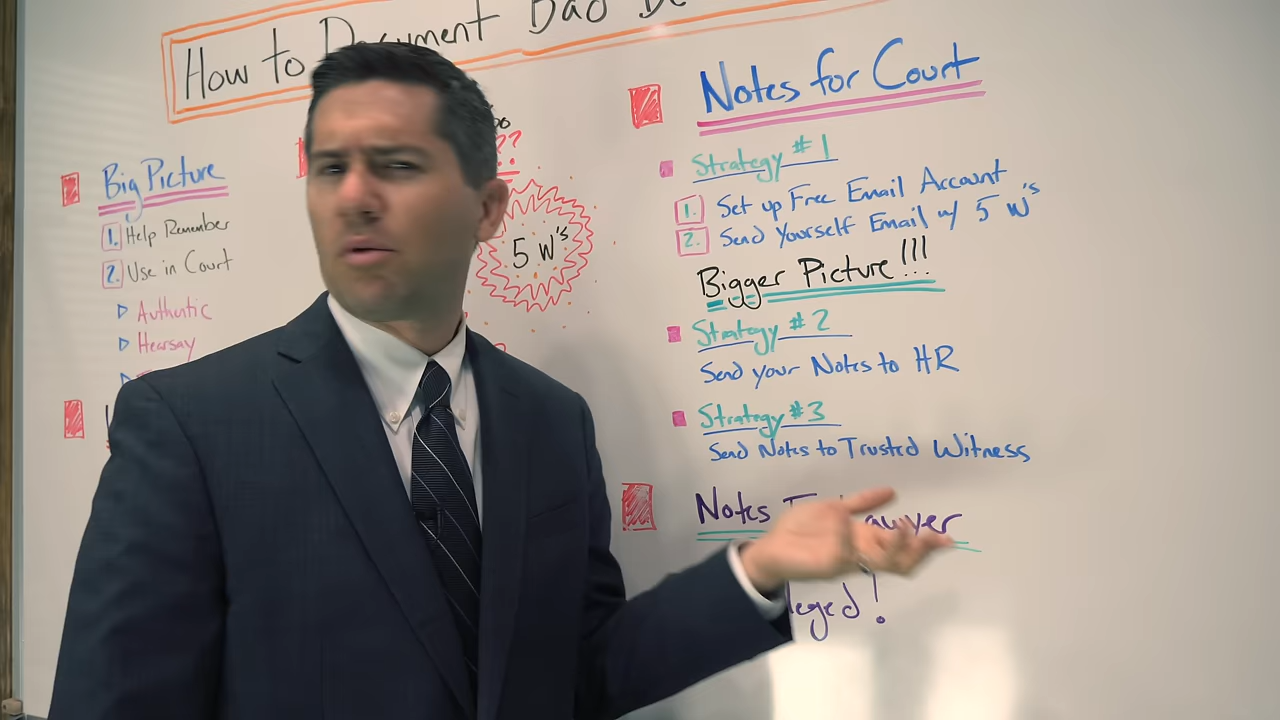 How to Document Bad
Big Picture
1. Help Remember
2. Use in Court
Authentic
Hearsay
??
5 W's
Notes for Court
Strategy #1
1. Set up Free Email Account
2. Send Yourself Email w/ 5 W's
Bigger Picture!!!
Strategy #2
Send your Notes to HR
Strategy #3
Send Notes to Trusted Witness
Notes